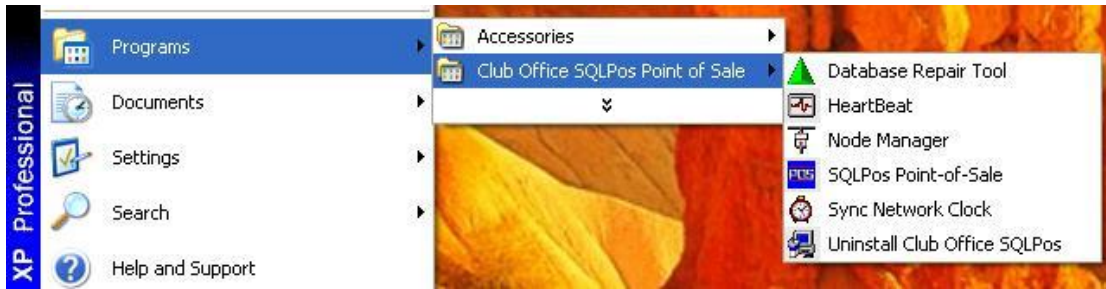 XP Professional
Programs
Documents
Settings
Search
Help and Support
Accessories
Club Office SQLPos Point of Sale
Database Repair Tool
HeartBeat
Node Manager
POS
SQLPos Point-of-Sale
Sync Network Clock
Uninstall Club Office SQLPos